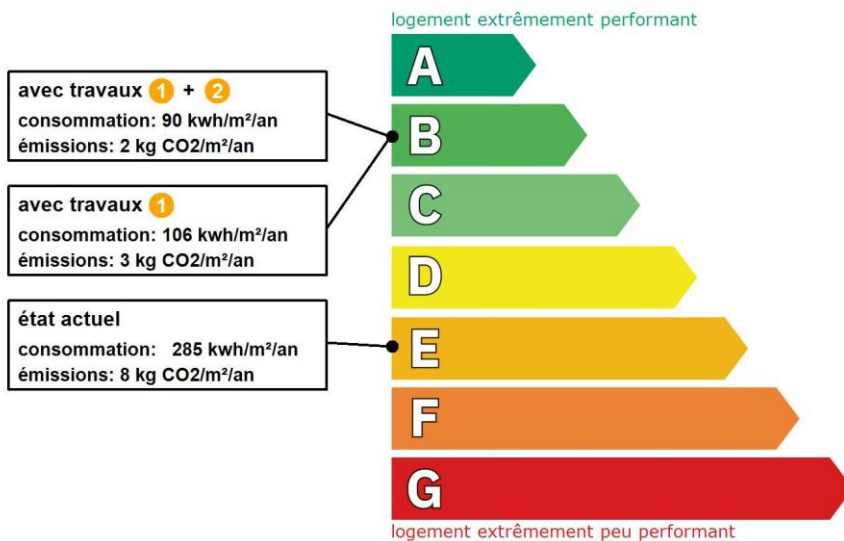 logement extrêmement performant
A
avec travaux 1 + 2
consommation: 90 kwh/m²/an
émissions: 2 kg CO2/m²/an
B
avec travaux 1
consommation: 106 kwh/m²/an
émissions: 3 kg CO2/m²/an
C
D
état actuel
consommation: 285 kwh/m²/an
émissions: 8 kg CO2/m²/an
E
F
G
logement extrêmement peu performant